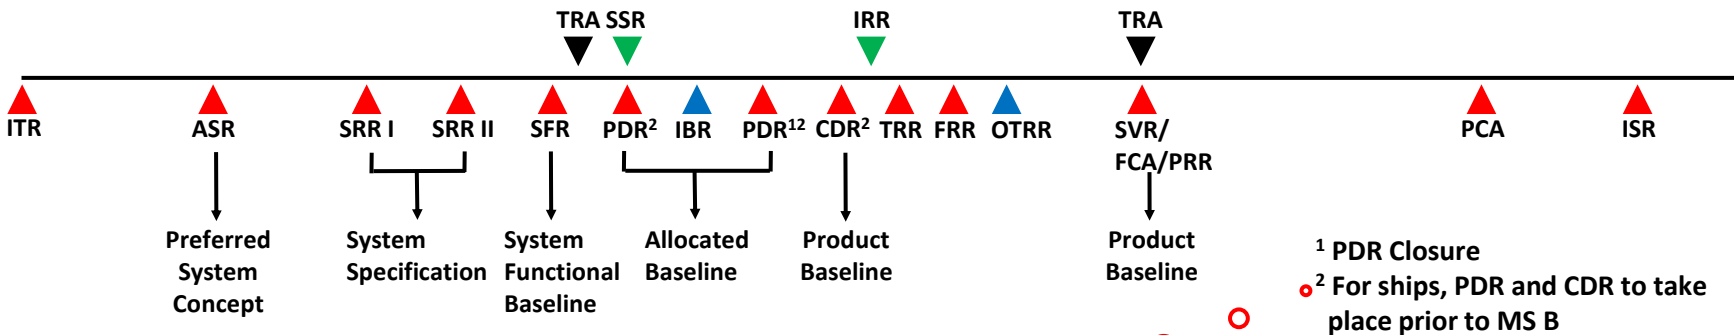 TRA SSR IRR TRA
ITR ASR SRR I SRR II SFR PDR² IBR PDR¹² CDR² TRR FRR OTRR SVR/ PCA ISR
FCA/PRR
Preferred
System
Concept
System
Specification
System
Functional
Baseline
Allocated
Baseline
Product
Baseline
Product
Baseline
¹ PDR Closure
² For ships, PDR and CDR to take
place prior to MS B